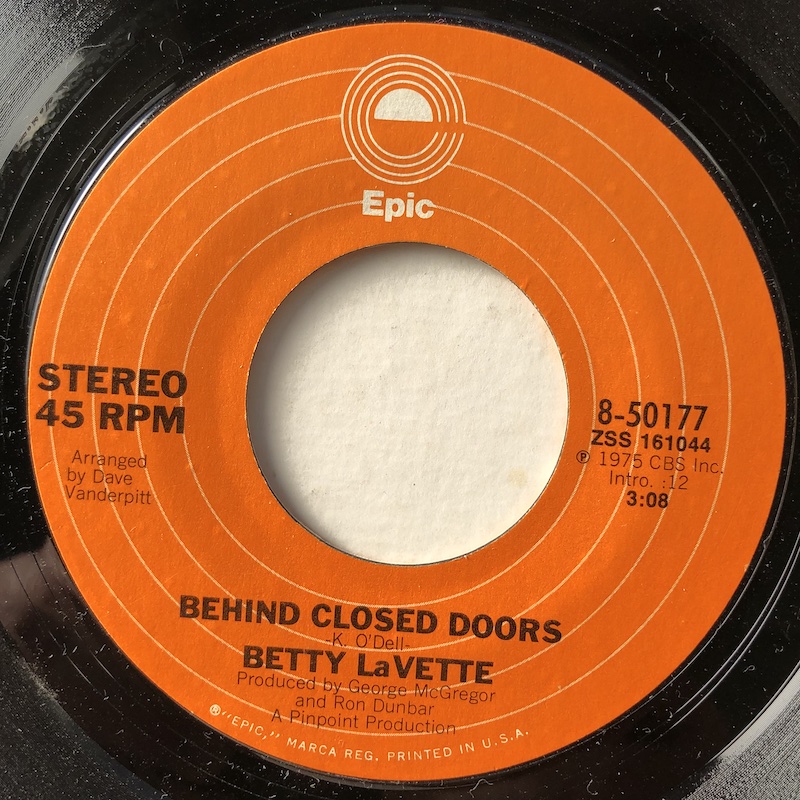 Epic
STEREO
45 RPM
Arranged
by Dave
Vanderpitt
8-50177
ZSS 161044
℗ 1975 CBS Inc.
Intro. :12
3:08
BEHIND CLOSED DOORS
-K. O'Dell-
BETTY LaVETTE
Produced by George McGregor
and Ron Dunbar
A Pinpoint Production
®"EPIC," MARCA REG. PRINTED IN U.S.A.